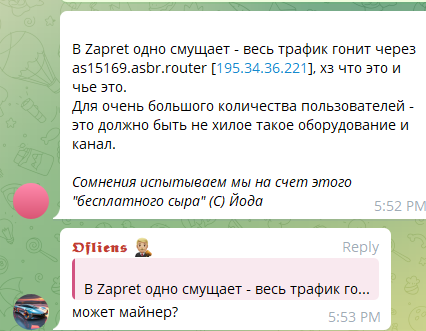 В Zapret одно смущает - весь трафик гонит через
as15169.asbr.router [195.34.36.221], хз что это и
чье это.
Для очень большого количества пользователей -
это должно быть не хилое такое оборудование и
канал.
Сомнения испытываем мы на счет этого
"бесплатного сыра" (С) Йода
5:52 PM
Dfliens
Reply
В Zapret одно смущает - весь трафик го...
может майнер?
5:53 PM